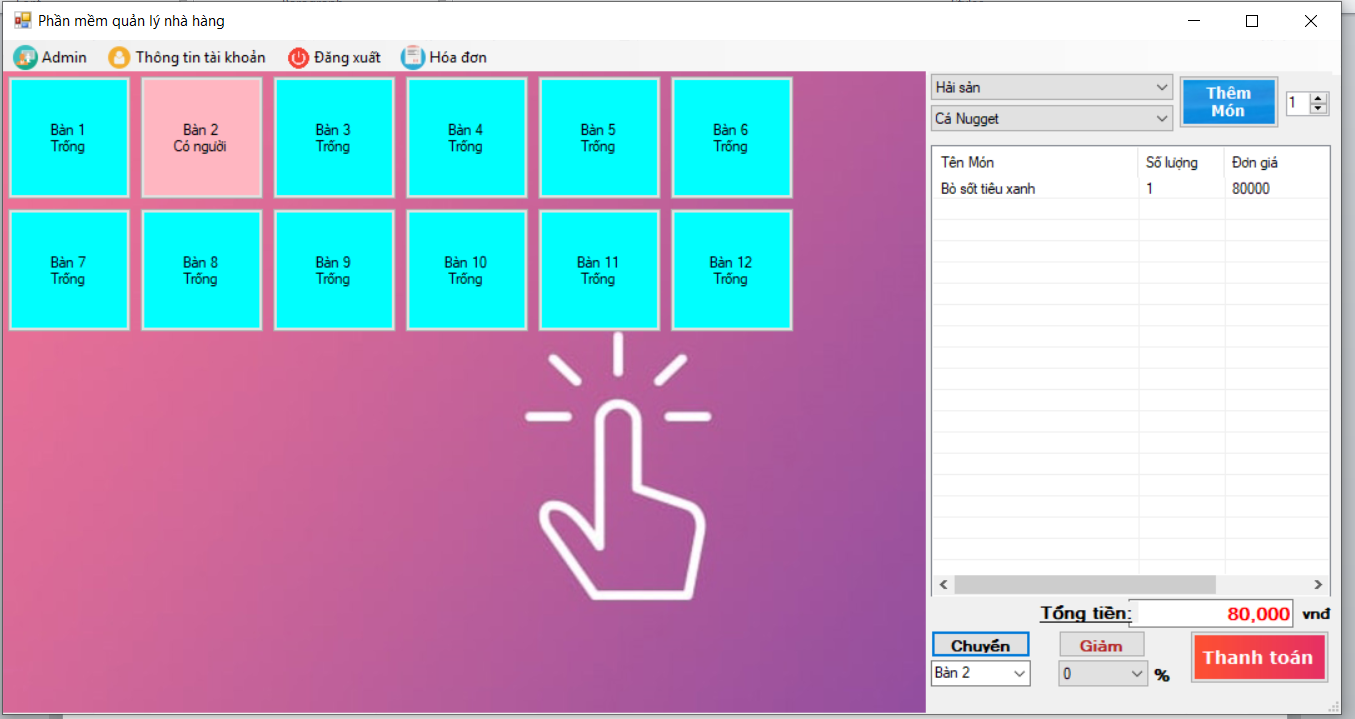 Phần mềm quản lý nhà hàng
Admin
Thông tin tài khoản
Đăng xuất
Hóa đơn
Bàn 1
Trống
Bàn 2
Có người
Bàn 3
Trống
Bàn 4
Trống
Bàn 5
Trống
Bàn 6
Trống
Bàn 7
Trống
Bàn 8
Trống
Bàn 9
Trống
Bàn 10
Trống
Bàn 11
Trống
Bàn 12
Trống
Hải sản
Cá Nugget
Thêm
Món
1
Tên Món Số lượng Đơn giá
Bò sốt tiêu xanh 1 80000
Tổng tiền: 80,000 vnđ
Chuyển
Bàn 2
Giảm
0 %
Thanh toán